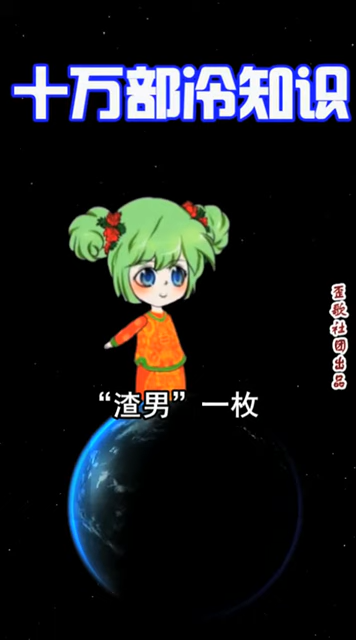 十万部冷知识
歪歌社团出品
“渣男”一枚